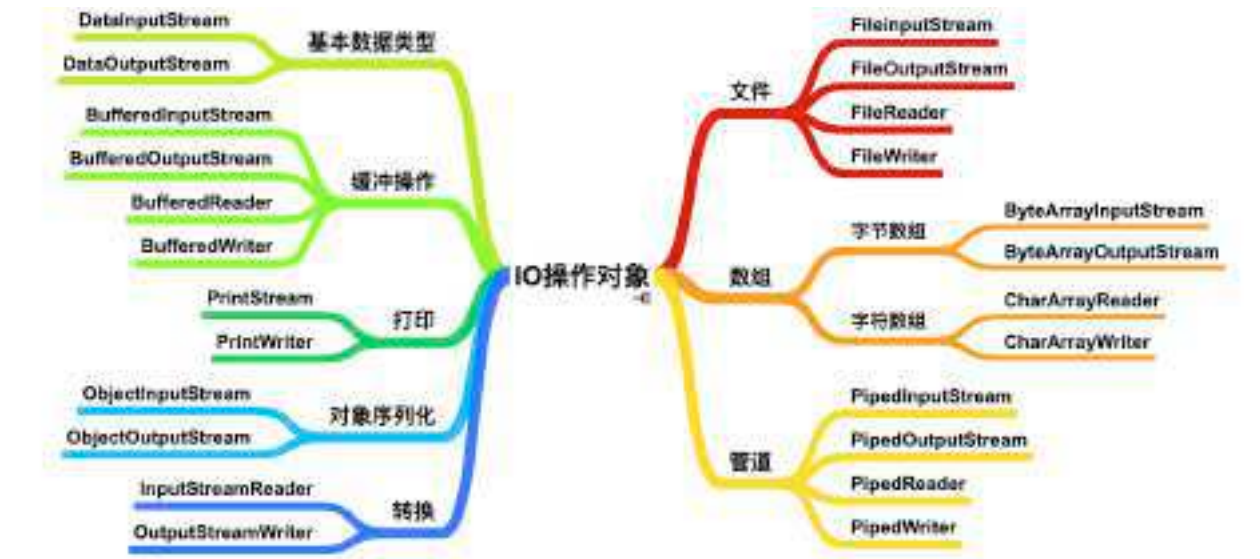 IO操作对象
基本数据类型
DataInputStream
DataOutputStream
缓冲操作
BufferedInputStream
BufferedOutputStream
BufferedReader
BufferedWriter
打印
PrintStream
PrintWriter
对象序列化
ObjectInputStream
ObjectOutputStream
转换
InputStreamReader
OutputStreamWriter
文件
FileinputStream
FileOutputStream
FileReader
FileWriter
数组
字节数组
ByteArrayInputStream
ByteArrayOutputStream
字符数组
CharArrayReader
CharArrayWriter
管道
PipedInputStream
PipedOutputStream
PipedReader
PipedWriter